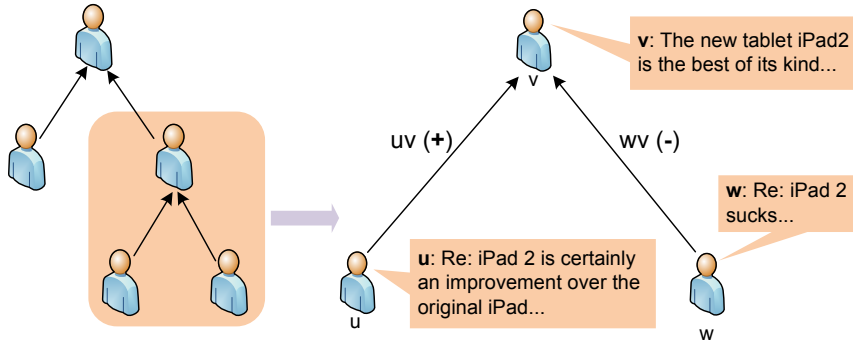 v: The new tablet iPad2
is the best of its kind...
v
uv (+)
wv (-)
w: Re: iPad 2
sucks...
u: Re: iPad 2 is certainly
an improvement over the
original iPad...
u
w